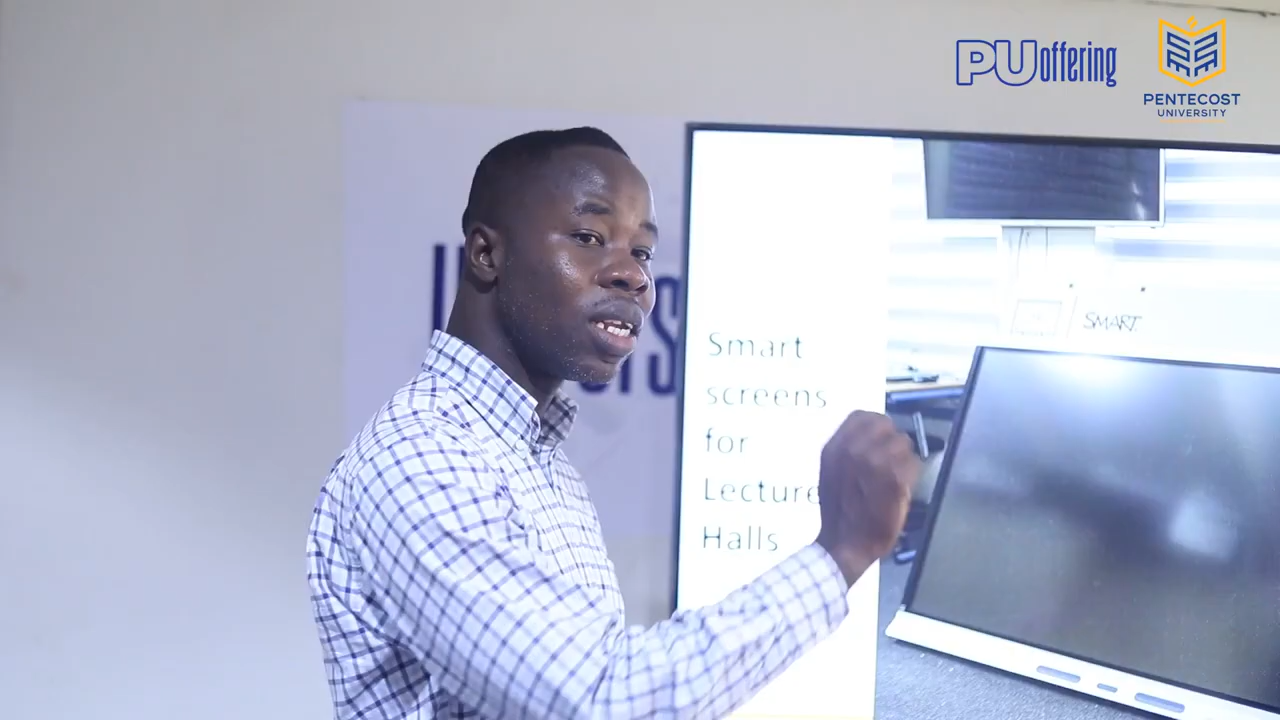 PUoffering
PENTECOST
UNIVERSITY
Smart
screens
for
Lecture
Halls
SMART